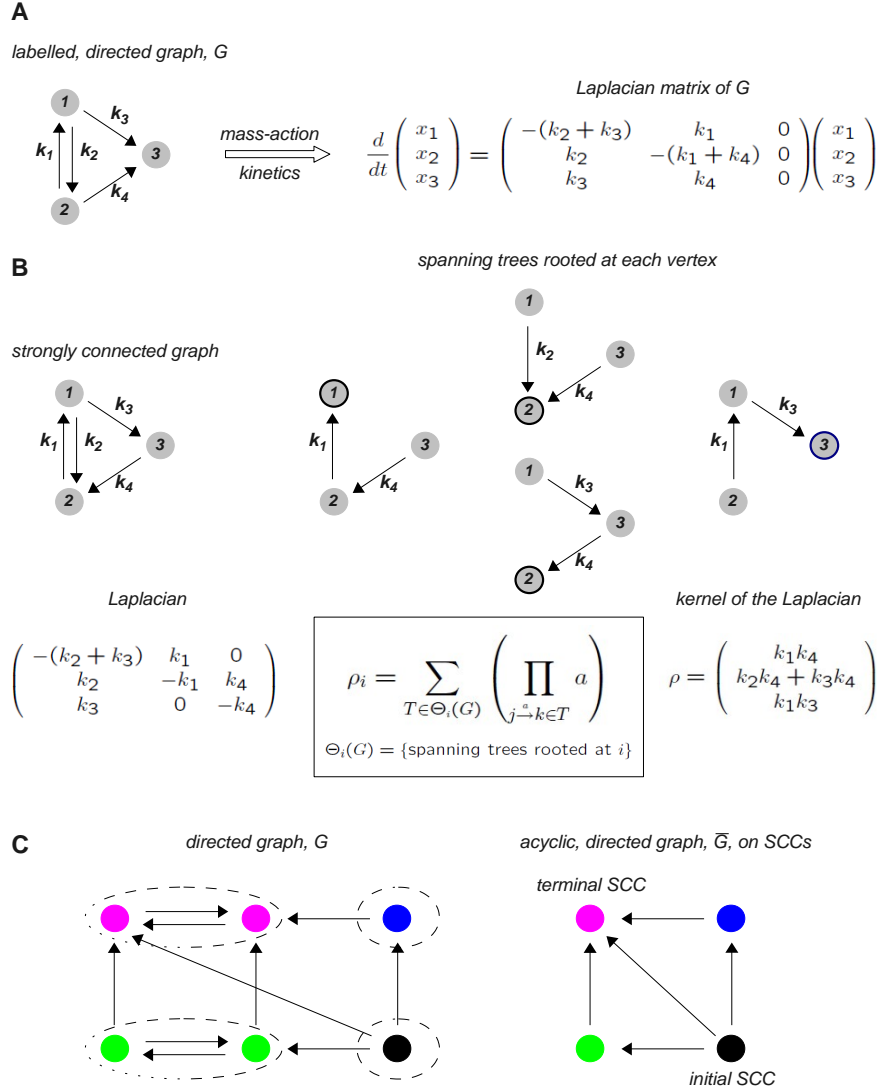 A
labelled, directed graph, G
1
k3
k1
k2
3
k4
2
mass-action
kinetics
Laplacian matrix of G
d/dt ( x1 ) = ( -(k2 + k3) k1 0 ) ( x1 )
( x2 ) ( k2 -(k1 + k4) 0 ) ( x2 )
( x3 ) ( k3 k4 0 ) ( x3 )
B
spanning trees rooted at each vertex
strongly connected graph
1
k3
k1
k2
3
k4
2
1
k1
3
k4
2
1
k2
3
k4
2
1
k3
3
k4
2
1
k3
k1
3
2
Laplacian
( -(k2 + k3) k1 0 )
( k2 -k1 k4 )
( k3 0 -k4 )
ρi = ∑ T∈Θi(G) ( ∏ j→a k∈T a )
Θi(G) = {spanning trees rooted at i}
kernel of the Laplacian
ρ = ( k1k4 )
( k2k4 + k3k4 )
( k1k3 )
C
directed graph, G
acyclic, directed graph, G̅, on SCCs
terminal SCC
initial SCC